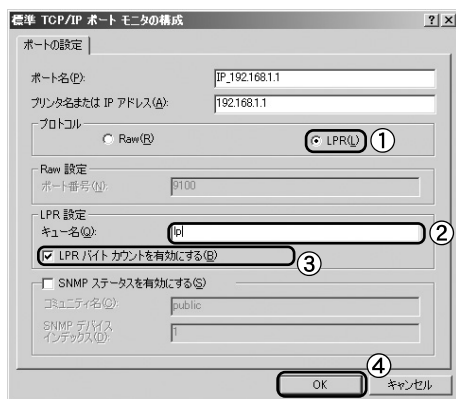 標準 TCP/IP ポート モニタの構成
ポートの設定
ポート名(P): IP_192.168.1.1
プリンタ名または IP アドレス(A): 192.168.1.1
プロトコル
Raw(R) LPR(L) ①
Raw 設定
ポート番号(N): 9100
LPR 設定
キュー名(Q): lp ②
LPR バイト カウントを有効にする(B) ③
SNMP ステータスを有効にする(S)
コミュニティ名(O): public
SNMP デバイス
インデックス(D): 1
④
OK キャンセル